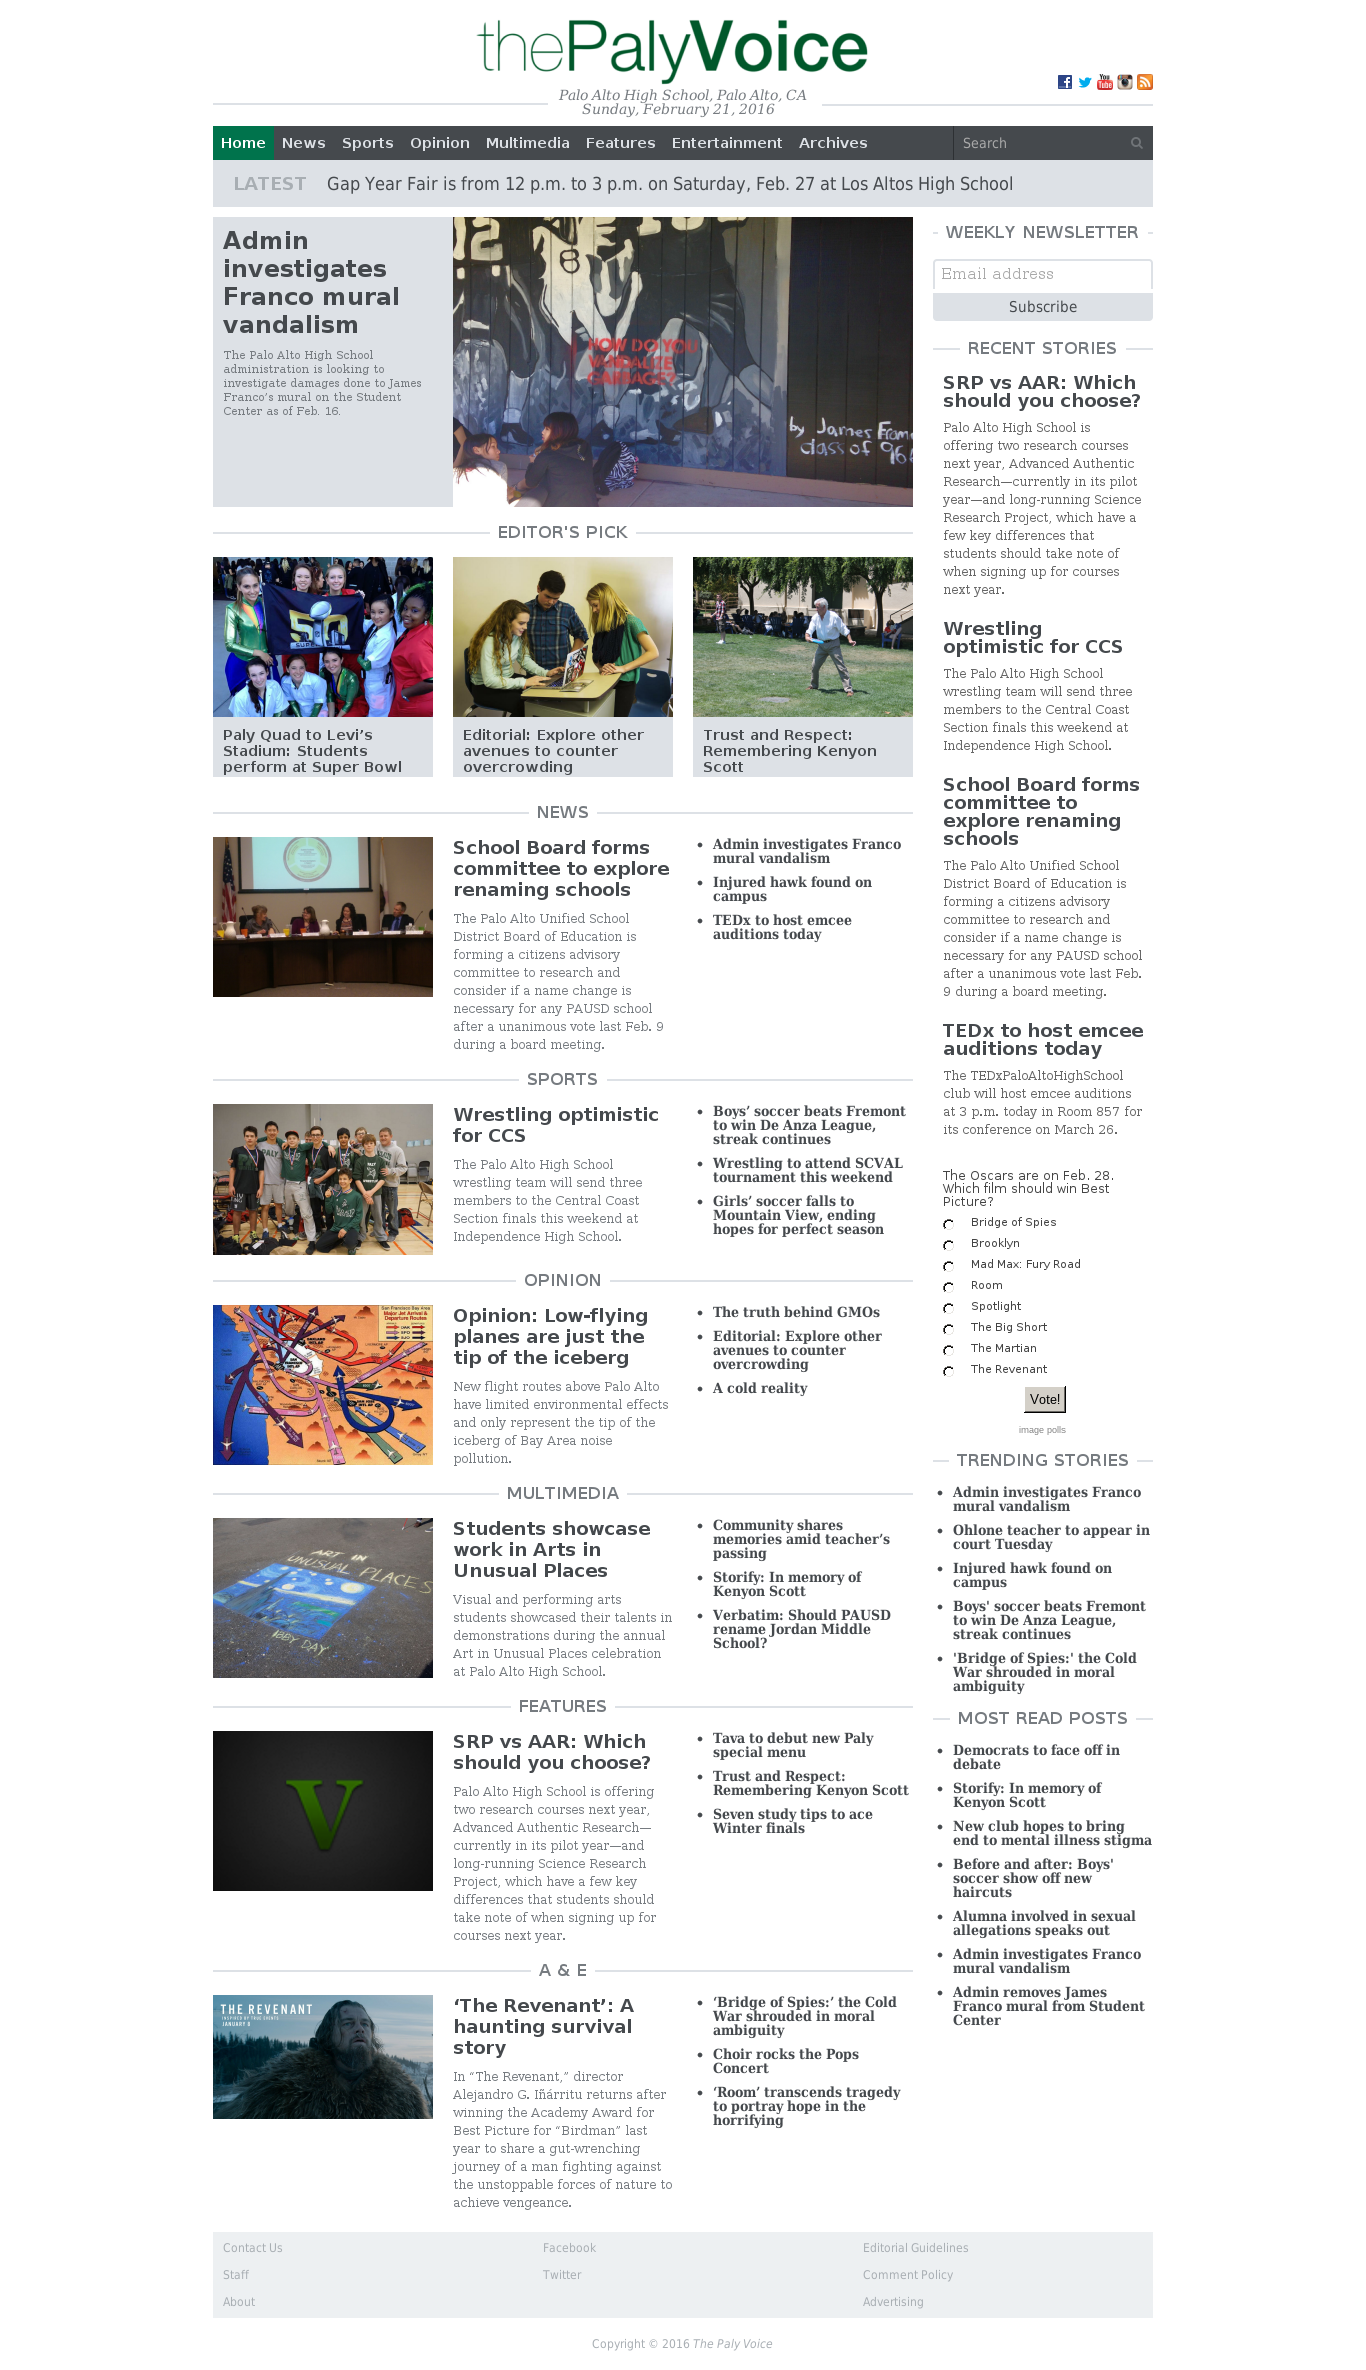 thePalyVoice
Palo Alto High School, Palo Alto, CA
Sunday, February 21, 2016
Home News Sports Opinion Multimedia Features Entertainment Archives Search
LATEST Gap Year Fair is from 12 p.m. to 3 p.m. on Saturday, Feb. 27 at Los Altos High School
Admin
investigates
Franco mural
vandalism
The Palo Alto High School
administration is looking to
investigate damages done to James
Franco’s mural on the Student
Center as of Feb. 16.
8
HOW DO YOU
VANDALIZE
GARBAGE?
by James Fran
class of 96
EDITOR'S PICK
50
SUPER
Paly Quad to Levi’s
Stadium: Students
perform at Super Bowl
Editorial: Explore other
avenues to counter
overcrowding
Trust and Respect:
Remembering Kenyon
Scott
NEWS
School Board forms
committee to explore
renaming schools
The Palo Alto Unified School
District Board of Education is
forming a citizens advisory
committee to research and
consider if a name change is
necessary for any PAUSD school
after a unanimous vote last Feb. 9
during a board meeting.
Admin investigates Franco
mural vandalism
Injured hawk found on
campus
TEDx to host emcee
auditions today
SPORTS
Wrestling optimistic
for CCS
The Palo Alto High School
wrestling team will send three
members to the Central Coast
Section finals this weekend at
Independence High School.
Boys’ soccer beats Fremont
to win De Anza League,
streak continues
Wrestling to attend SCVAL
tournament this weekend
Girls’ soccer falls to
Mountain View, ending
hopes for perfect season
OPINION
San Francisco Bay Area
Major Jet Arrival &
Departure Routes
Opinion: Low-flying
planes are just the
tip of the iceberg
New flight routes above Palo Alto
have limited environmental effects
and only represent the tip of the
iceberg of Bay Area noise
pollution.
The truth behind GMOs
Editorial: Explore other
avenues to counter
overcrowding
A cold reality
MULTIMEDIA
ART IN
UNUSUAL PLACES
DAY
Students showcase
work in Arts in
Unusual Places
Visual and performing arts
students showcased their talents in
demonstrations during the annual
Art in Unusual Places celebration
at Palo Alto High School.
Community shares
memories amid teacher’s
passing
Storify: In memory of
Kenyon Scott
Verbatim: Should PAUSD
rename Jordan Middle
School?
FEATURES
V
SRP vs AAR: Which
should you choose?
Palo Alto High School is offering
two research courses next year,
Advanced Authentic Research—
currently in its pilot year—and
long-running Science Research
Project, which have a few key
differences that students should
take note of when signing up for
courses next year.
Tava to debut new Paly
special menu
Trust and Respect:
Remembering Kenyon Scott
Seven study tips to ace
Winter finals
A & E
THE REVENANT
INSPIRED BY TRUE EVENTS
JANUARY 8
‘The Revenant’: A
haunting survival
story
In “The Revenant,” director
Alejandro G. Iñárritu returns after
winning the Academy Award for
Best Picture for “Birdman” last
year to share a gut-wrenching
journey of a man fighting against
the unstoppable forces of nature to
achieve vengeance.
‘Bridge of Spies:’ the Cold
War shrouded in moral
ambiguity
Choir rocks the Pops
Concert
‘Room’ transcends tragedy
to portray hope in the
horrifying
WEEKLY NEWSLETTER
Email address
Subscribe
RECENT STORIES
SRP vs AAR: Which
should you choose?
Palo Alto High School is
offering two research courses
next year, Advanced Authentic
Research—currently in its pilot
year—and long-running Science
Research Project, which have a
few key differences that
students should take note of
when signing up for courses
next year.
Wrestling
optimistic for CCS
The Palo Alto High School
wrestling team will send three
members to the Central Coast
Section finals this weekend at
Independence High School.
School Board forms
committee to
explore renaming
schools
The Palo Alto Unified School
District Board of Education is
forming a citizens advisory
committee to research and
consider if a name change is
necessary for any PAUSD school
after a unanimous vote last Feb.
9 during a board meeting.
TEDx to host emcee
auditions today
The TEDxPaloAltoHighSchool
club will host emcee auditions
at 3 p.m. today in Room 857 for
its conference on March 26.
The Oscars are on Feb. 28.
Which film should win Best
Picture?
Bridge of Spies
Brooklyn
Mad Max: Fury Road
Room
Spotlight
The Big Short
The Martian
The Revenant
Vote!
image polls
TRENDING STORIES
Admin investigates Franco
mural vandalism
Ohlone teacher to appear in
court Tuesday
Injured hawk found on
campus
Boys' soccer beats Fremont
to win De Anza League,
streak continues
'Bridge of Spies:' the Cold
War shrouded in moral
ambiguity
MOST READ POSTS
Democrats to face off in
debate
Storify: In memory of
Kenyon Scott
New club hopes to bring
end to mental illness stigma
Before and after: Boys'
soccer show off new
haircuts
Alumna involved in sexual
allegations speaks out
Admin investigates Franco
mural vandalism
Admin removes James
Franco mural from Student
Center
Contact Us Facebook Editorial Guidelines
Staff Twitter Comment Policy
About Advertising
Copyright © 2016 The Paly Voice